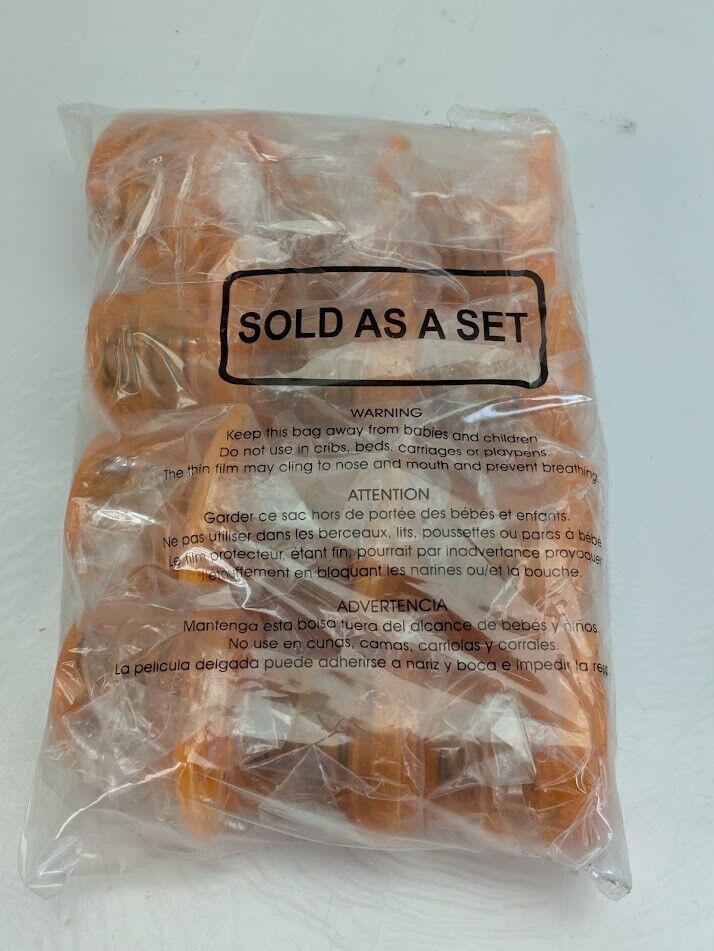 SOLD AS A SET
WARNING
Keep this bag away from babies and children
Do not use in cribs, beds, carriages or playpens.
The thin film may cling to nose and mouth and prevent breathing.
ATTENTION
Garder ce sac hors de portée des bébés et enfants.
Ne pas utiliser dans les berceaux, lits, poussettes ou parcs à bébé.
Le film protecteur, étant fin, pourrait par inadvertance provoquer
l'étouffement en bloquant les narines ou/et la bouche.
ADVERTENCIA
Mantenga esta bolsa fuera del alcance de bebés y niños.
No use en cunas, camas, carriolas y corrales.
La pelicula delgada puede adherirse a nariz y boca e impedir la